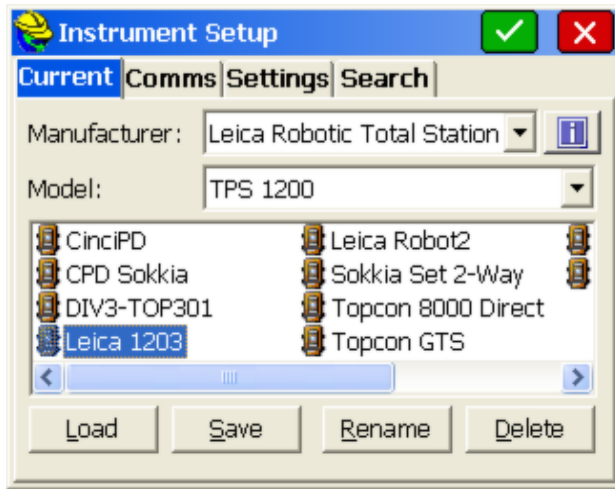 Instrument Setup
Current Comms Settings Search
Manufacturer: Leica Robotic Total Station
Model: TPS 1200
CinciPD Leica Robot2
CPD Sokkia Sokkia Set 2-Way
DIV3-TOP301 Topcon 8000 Direct
Leica 1203 Topcon GTS
Load Save Rename Delete